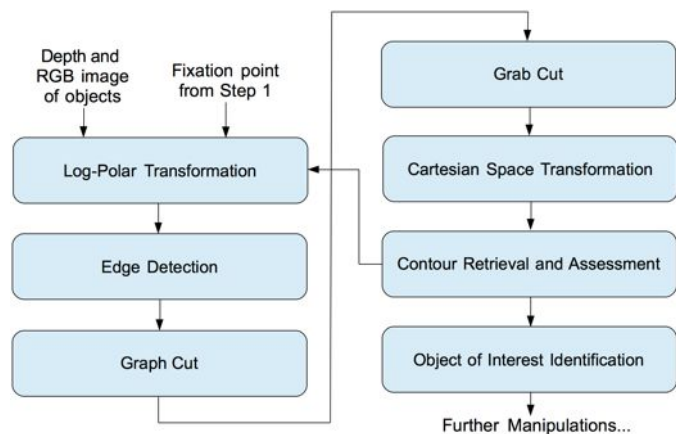 Depth and
RGB image
of objects
Fixation point
from Step 1
Log-Polar Transformation
Edge Detection
Graph Cut
Grab Cut
Cartesian Space Transformation
Contour Retrieval and Assessment
Object of Interest Identification
Further Manipulations...